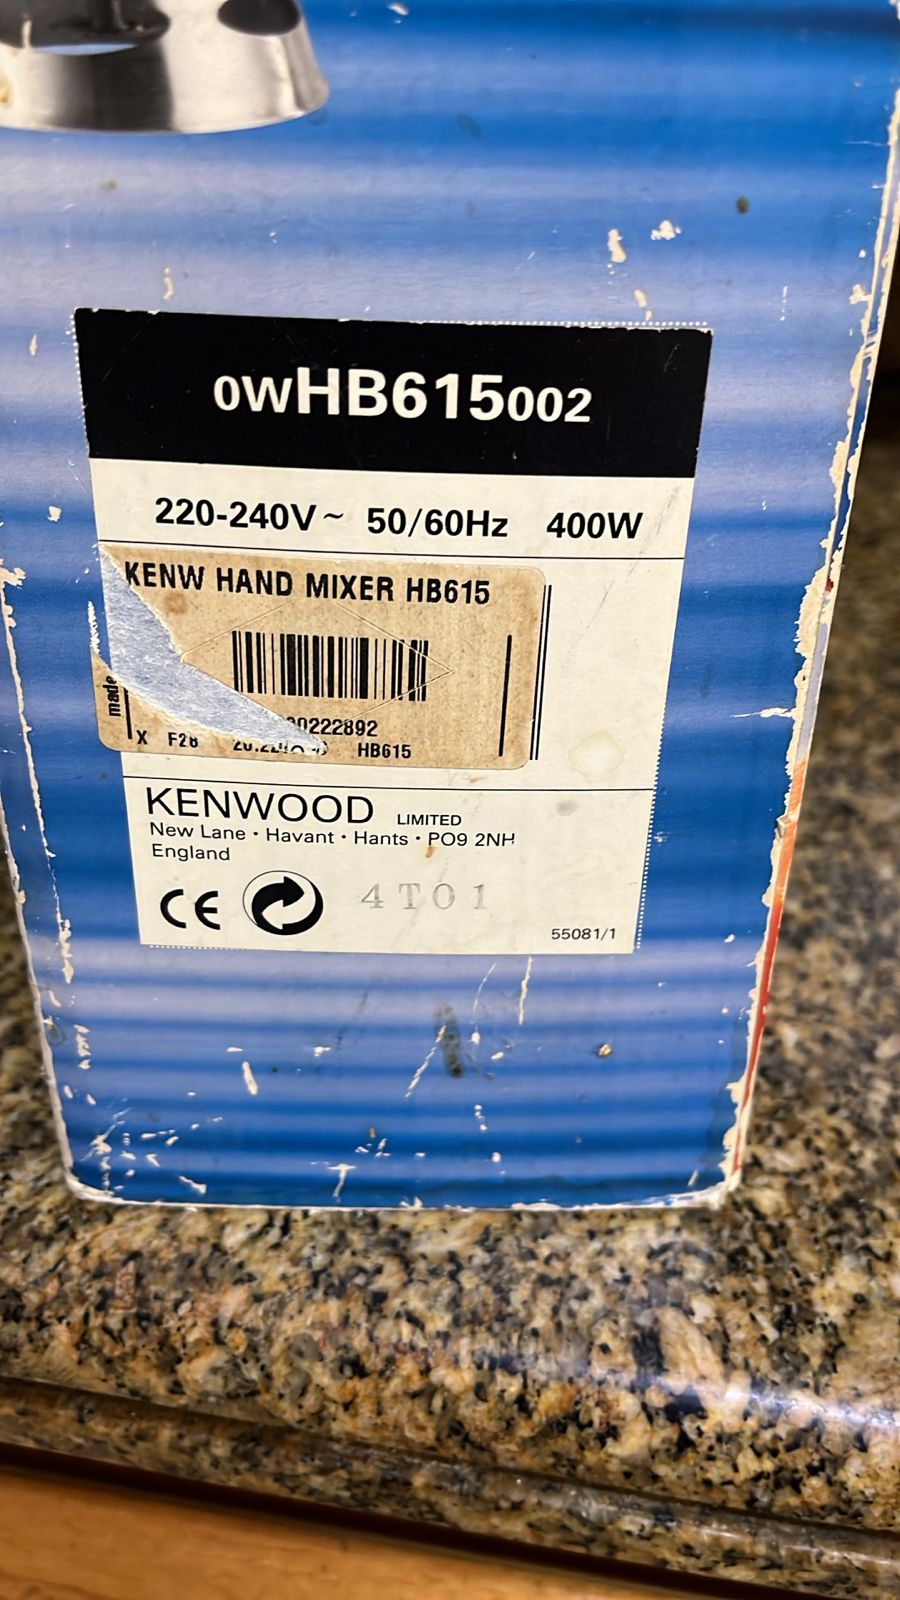 0WHB615002
220-240V~ 50/60Hz 400W
KENW HAND MIXER HB615
made
0222892
X F28 HB615
KENWOOD LIMITED
New Lane · Havant · Hants · PO9 2NH
England
CE 4T01
55081/1